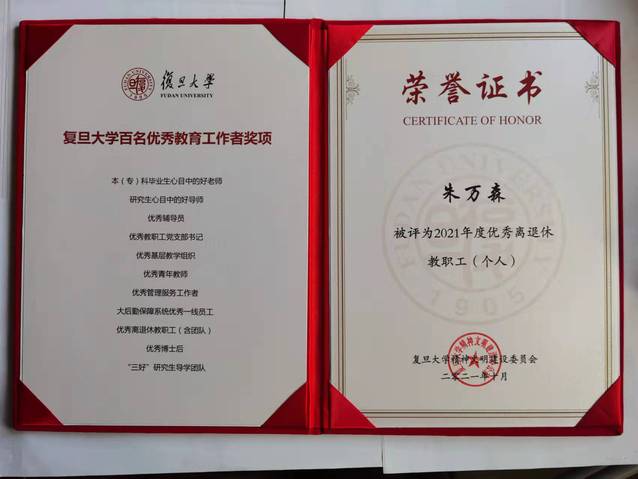 復旦大學
FUDAN UNIVERSITY
复旦大学百名优秀教育工作者奖项
本（专）科毕业生心目中的好老师
研究生心目中的好导师
优秀辅导员
优秀教职工党支部书记
优秀基层教学组织
优秀青年教师
优秀管理服务工作者
大后勤保障系统优秀一线员工
优秀离退休教职工（含团队）
优秀博士后
“三好”研究生导学团队
荣誉证书
CERTIFICATE OF HONOR
朱万森
被评为2021年度优秀离退休
教职工（个人）
1905
复旦大学精神文明建设委员会
二〇二一年十月